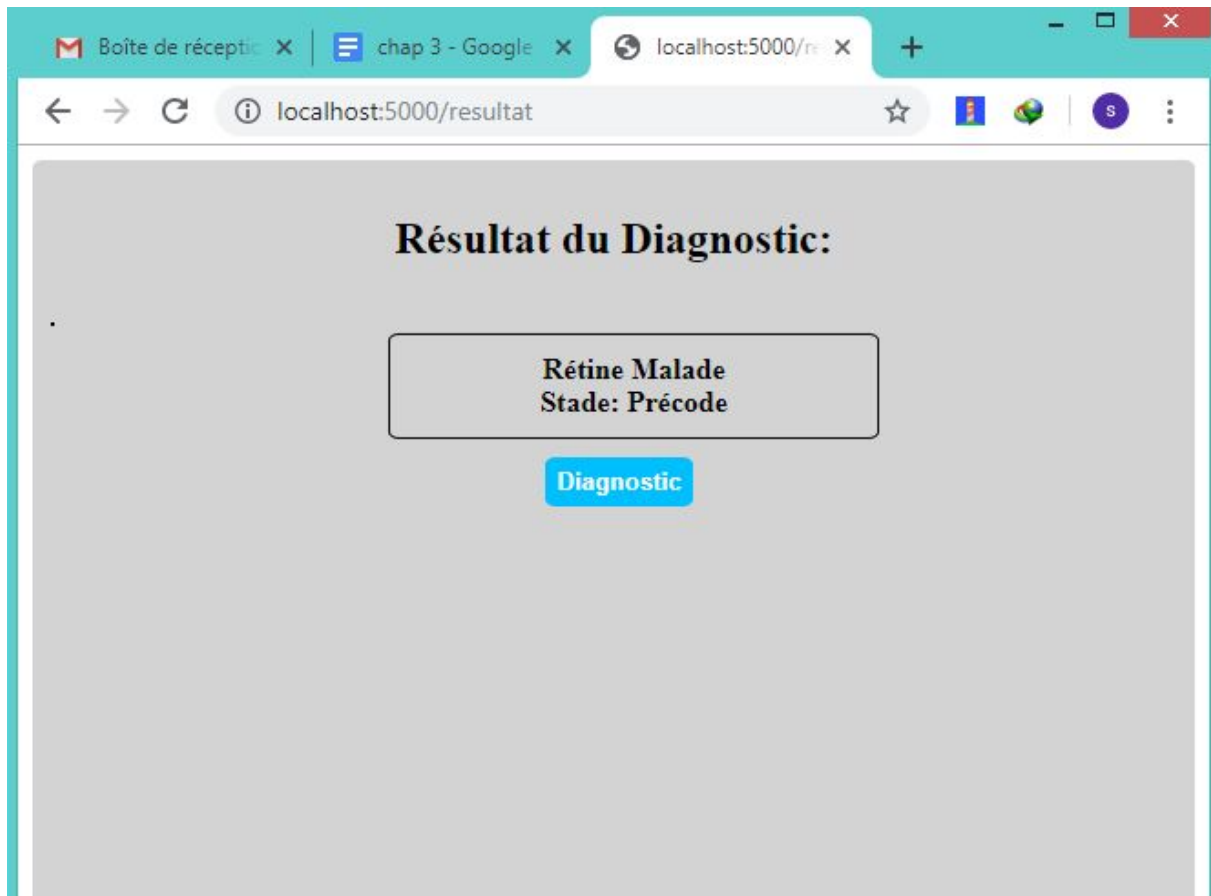 Boîte de réceptic
chap 3 - Google
localhost:5000/re
localhost:5000/resultat
s
Résultat du Diagnostic:
.
Rétine Malade
Stade: Précode
Diagnostic